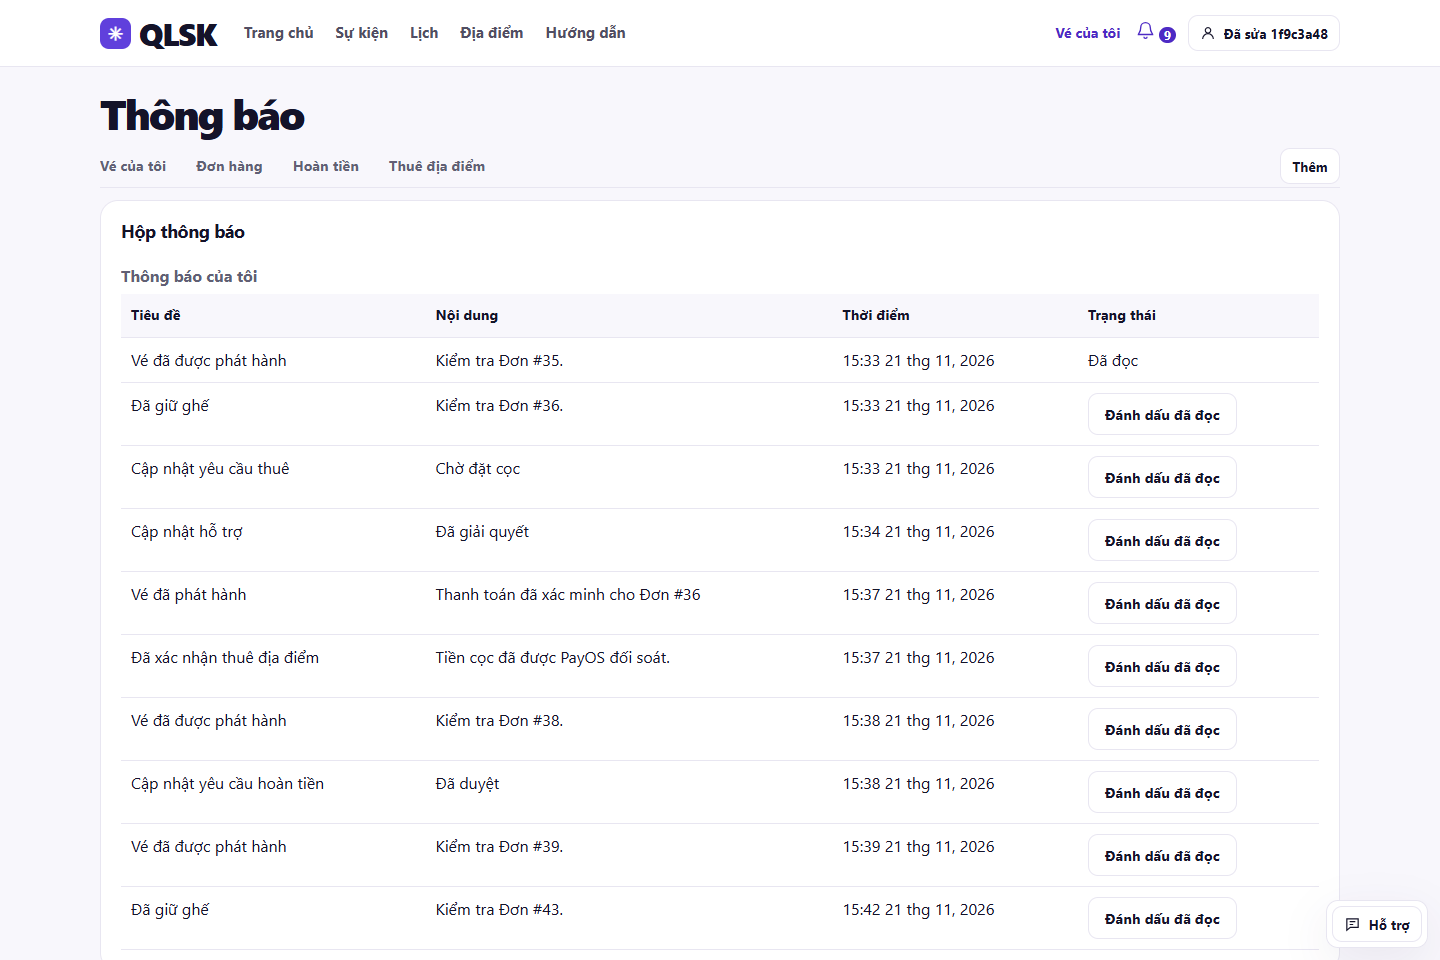 QLSK Trang chủ Sự kiện Lịch Địa điểm Hướng dẫn Vé của tôi 9 Đã sửa 1f9c3a48
Thông báo
Vé của tôi Đơn hàng Hoàn tiền Thuê địa điểm Thêm
Hộp thông báo
Thông báo của tôi
Tiêu đề Nội dung Thời điểm Trạng thái
Vé đã được phát hành Kiểm tra Đơn #35. 15:33 21 thg 11, 2026 Đã đọc
Đã giữ ghế Kiểm tra Đơn #36. 15:33 21 thg 11, 2026 Đánh dấu đã đọc
Cập nhật yêu cầu thuê Chờ đặt cọc 15:33 21 thg 11, 2026 Đánh dấu đã đọc
Cập nhật hỗ trợ Đã giải quyết 15:34 21 thg 11, 2026 Đánh dấu đã đọc
Vé đã phát hành Thanh toán đã xác minh cho Đơn #36 15:37 21 thg 11, 2026 Đánh dấu đã đọc
Đã xác nhận thuê địa điểm Tiền cọc đã được PayOS đối soát. 15:37 21 thg 11, 2026 Đánh dấu đã đọc
Vé đã được phát hành Kiểm tra Đơn #38. 15:38 21 thg 11, 2026 Đánh dấu đã đọc
Cập nhật yêu cầu hoàn tiền Đã duyệt 15:38 21 thg 11, 2026 Đánh dấu đã đọc
Vé đã được phát hành Kiểm tra Đơn #39. 15:39 21 thg 11, 2026 Đánh dấu đã đọc
Đã giữ ghế Kiểm tra Đơn #43. 15:42 21 thg 11, 2026 Đánh dấu đã đọc
Hỗ trợ